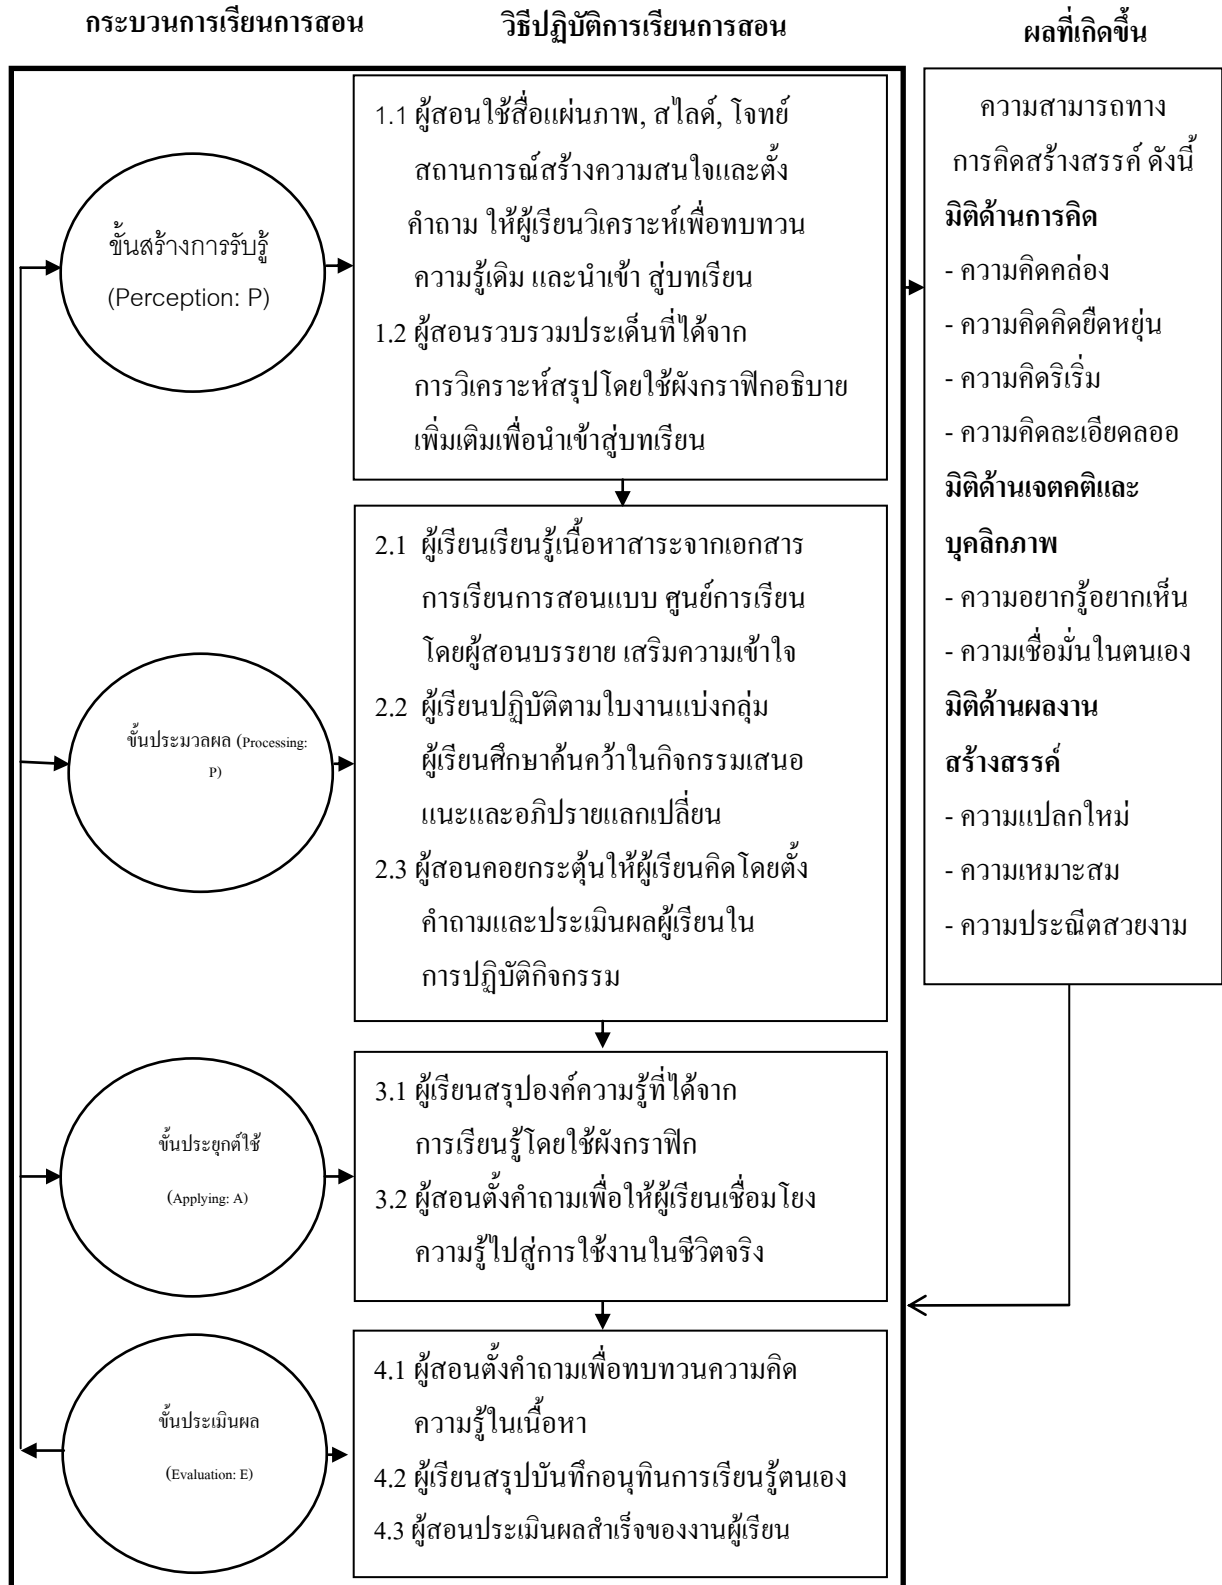 กระบวนการเรียนการสอน
วิธีปฏิบัติการเรียนการสอน
ผลที่เกิดขึ้น
ขั้นสร้างการรับรู้
(Perception: P)
1.1 ผู้สอนใช้สื่อแผ่นภาพ, สไลด์, โจทย์
สถานการณ์สร้างความสนใจและตั้ง
คำถาม ให้ผู้เรียนวิเคราะห์เพื่อทบทวน
ความรู้เดิม และนำเข้า สู่บทเรียน
1.2 ผู้สอนรวบรวมประเด็นที่ได้จาก
การวิเคราะห์สรุปโดยใช้ผังกราฟิกอธิบาย
เพิ่มเติมเพื่อนำเข้าสู่บทเรียน
ขั้นประมวลผล (Processing:
P)
2.1 ผู้เรียนเรียนรู้เนื้อหาสาระจากเอกสาร
การเรียนการสอนแบบ ศูนย์การเรียน
โดยผู้สอนบรรยาย เสริมความเข้าใจ
2.2 ผู้เรียนปฏิบัติตามใบงานแบ่งกลุ่ม
ผู้เรียนศึกษาค้นคว้าในกิจกรรมเสนอ
แนะและอภิปรายแลกเปลี่ยน
2.3 ผู้สอนคอยกระตุ้นให้ผู้เรียนคิดโดยตั้ง
คำถามและประเมินผลผู้เรียนใน
การปฏิบัติกิจกรรม
ขั้นประยุกต์ใช้
(Applying: A)
3.1 ผู้เรียนสรุปองค์ความรู้ที่ได้จาก
การเรียนรู้โดยใช้ผังกราฟิก
3.2 ผู้สอนตั้งคำถามเพื่อให้ผู้เรียนเชื่อมโยง
ความรู้ไปสู่การใช้งานในชีวิตจริง
ขั้นประเมินผล
(Evaluation: E)
4.1 ผู้สอนตั้งคำถามเพื่อทบทวนความคิด
ความรู้ในเนื้อหา
4.2 ผู้เรียนสรุปบันทึกอนุทินการเรียนรู้ตนเอง
4.3 ผู้สอนประเมินผลสำเร็จของงานผู้เรียน
ความสามารถทาง
การคิดสร้างสรรค์ ดังนี้
มิติด้านการคิด
- ความคิดคล่อง
- ความคิดคิดยืดหยุ่น
- ความคิดริเริ่ม
- ความคิดละเอียดลออ
มิติด้านเจตคติและ
บุคลิกภาพ
- ความอยากรู้อยากเห็น
- ความเชื่อมั่นในตนเอง
มิติด้านผลงาน
สร้างสรรค์
- ความแปลกใหม่
- ความเหมาะสม
- ความประณีตสวยงาม